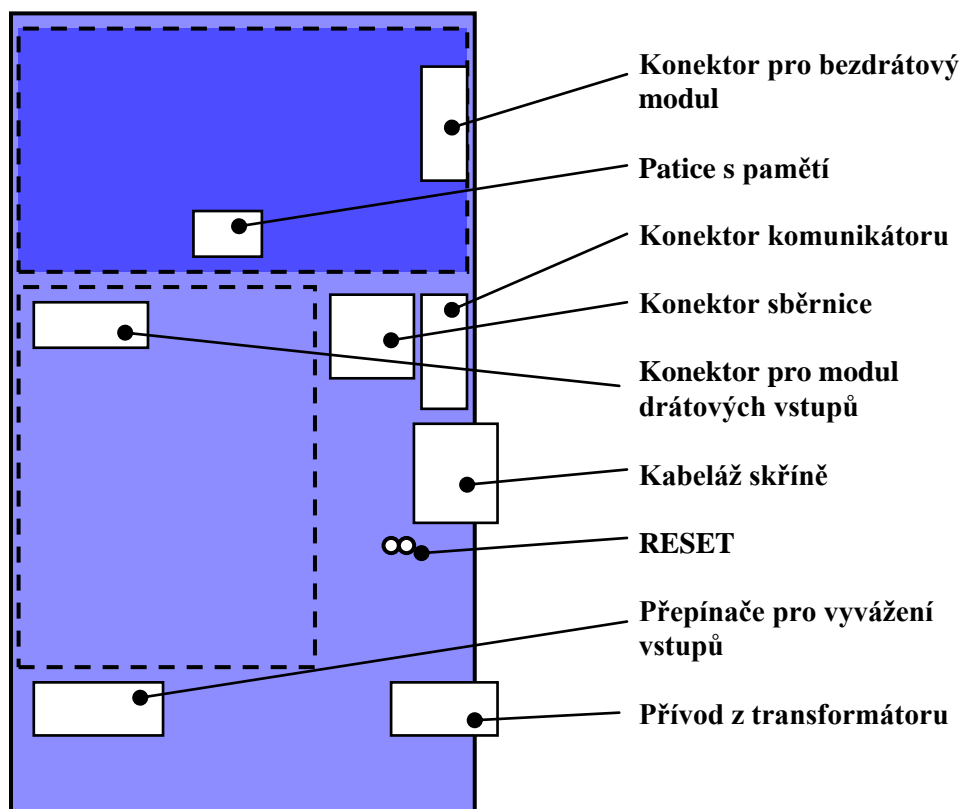 Konektor pro bezdrátový
modul
Patice s pamětí
Konektor komunikátoru
Konektor sběrnice
Konektor pro modul
drátových vstupů
Kabeláž skříně
RESET
Přepínače pro vyvážení
vstupů
Přívod z transformátoru